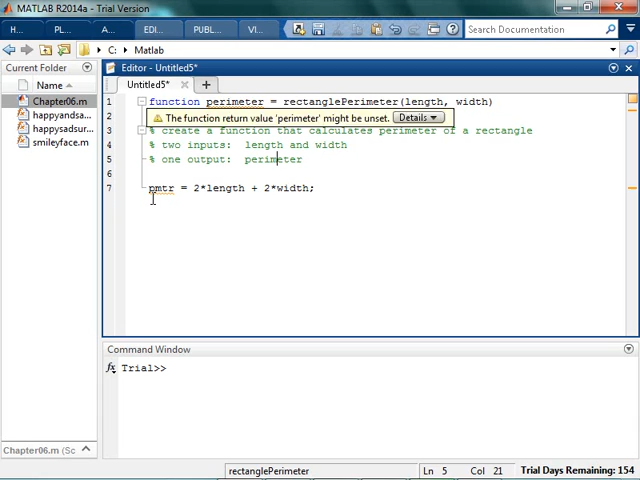 MATLAB R2014a - Trial Version
H... PL... A... EDI... PUBL... VI... Search Documentation
C: Matlab
Current Folder
Name
Chapter06.m
happyandsa...
happysadsur...
smileyface.m
Chapter06.m (Sc
Editor - Untitled5*
Untitled5*
1 function perimeter = rectanglePerimeter(length, width)
2 The function return value 'perimeter' might be unset. Details
3 % create a function that calculates perimeter of a rectangle
4 % two inputs: length and width
5 % one output: perimeter
6
7 pmtr = 2*length + 2*width;
Command Window
fx Trial>>
rectanglePerimeter Ln 5 Col 21 Trial Days Remaining: 154